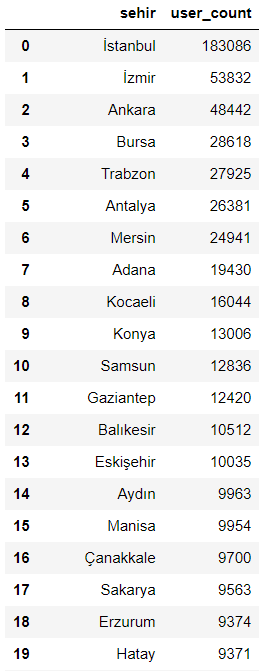 sehir user_count
0 İstanbul 183086
1 İzmir 53832
2 Ankara 48442
3 Bursa 28618
4 Trabzon 27925
5 Antalya 26381
6 Mersin 24941
7 Adana 19430
8 Kocaeli 16044
9 Konya 13006
10 Samsun 12836
11 Gaziantep 12420
12 Balıkesir 10512
13 Eskişehir 10035
14 Aydın 9963
15 Manisa 9954
16 Çanakkale 9700
17 Sakarya 9563
18 Erzurum 9374
19 Hatay 9371